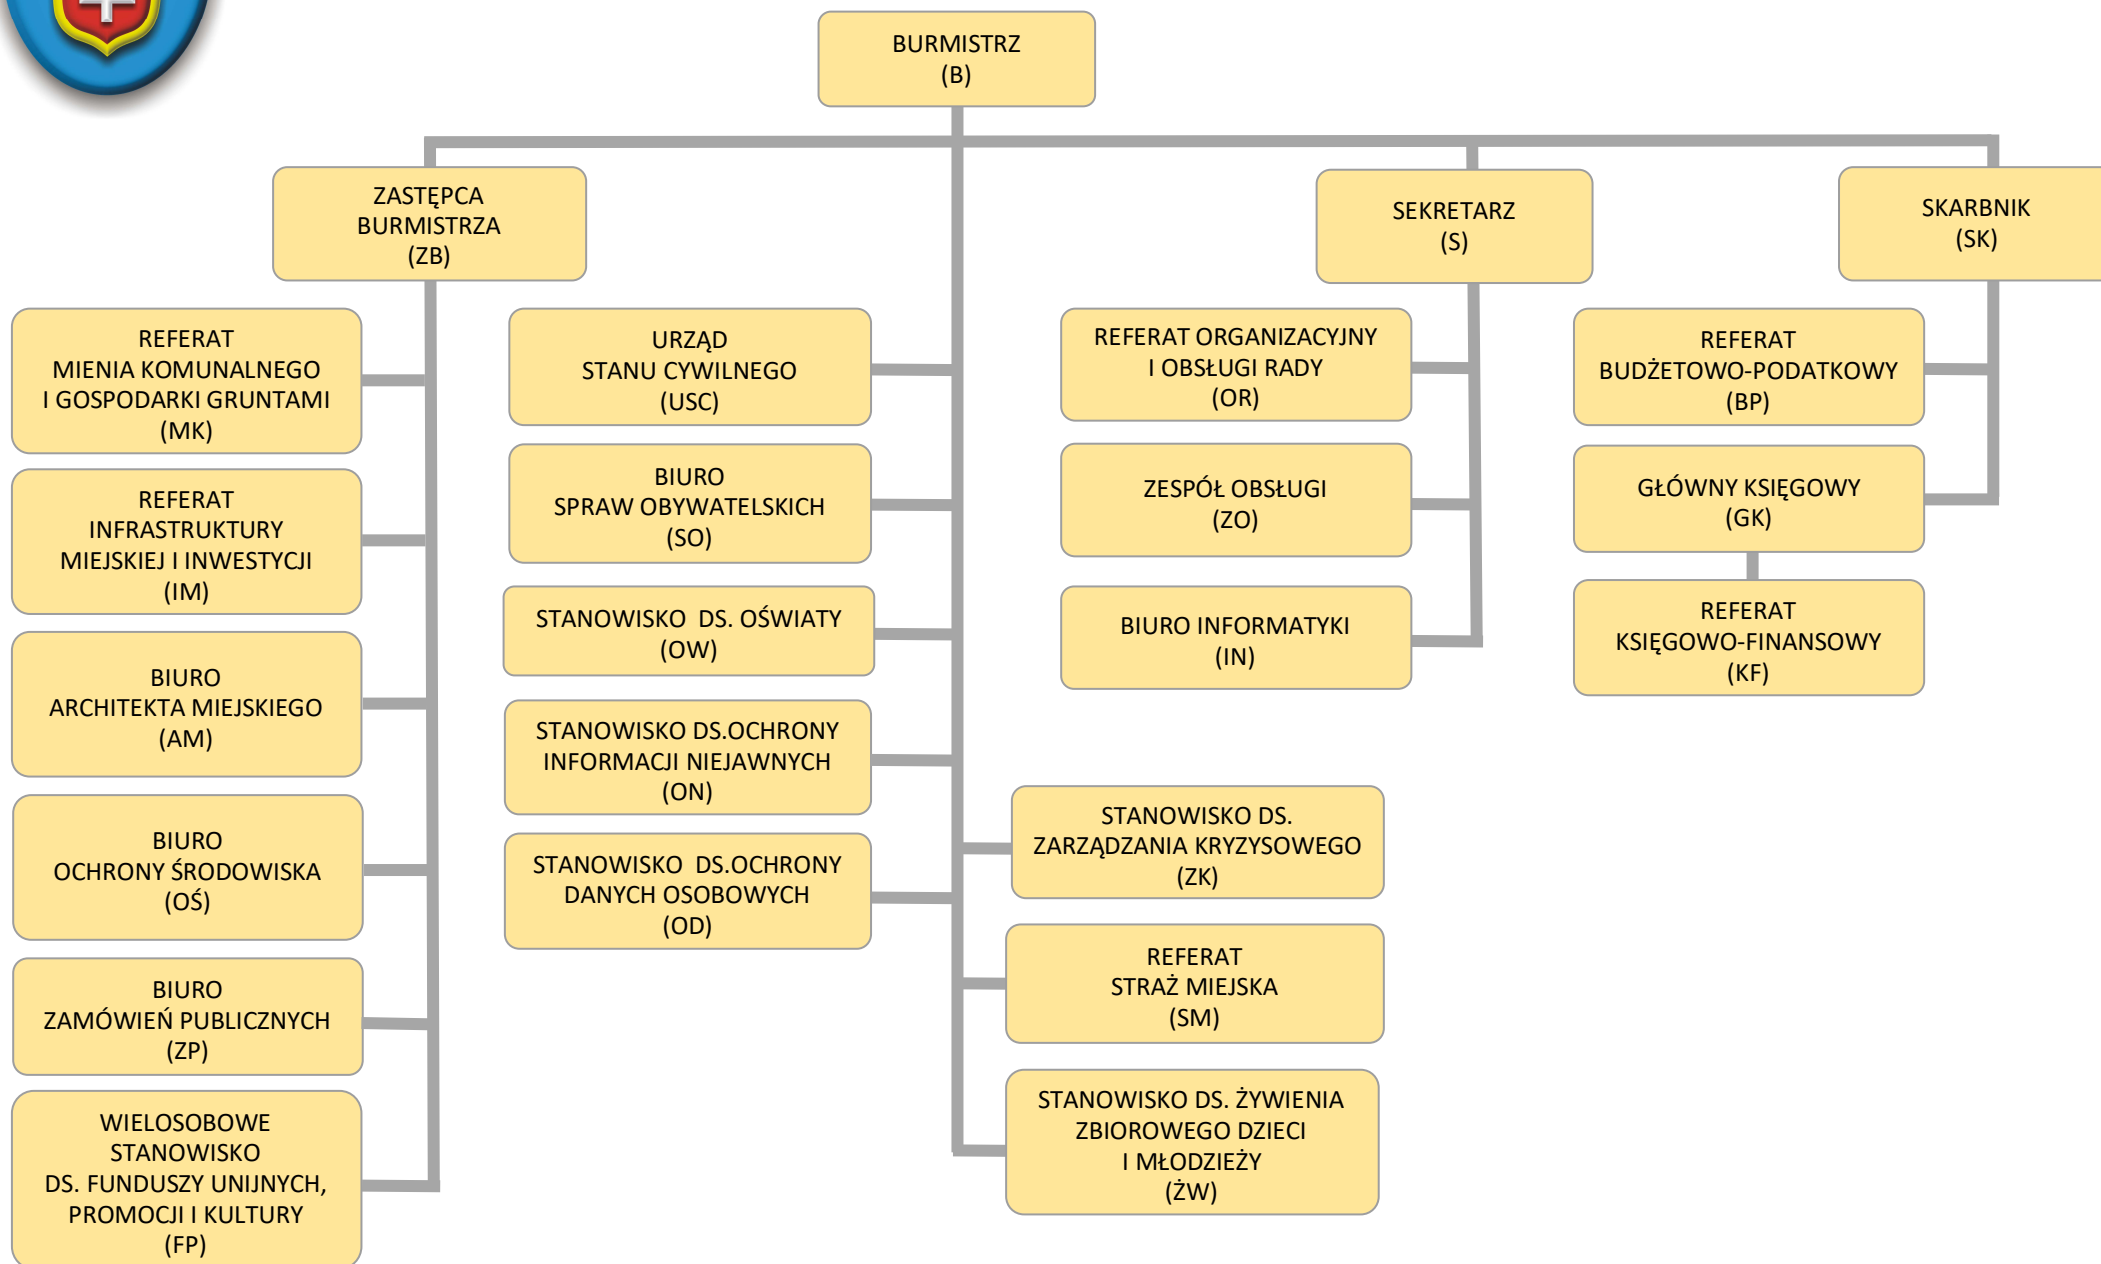 BURMISTRZ
(B)
ZASTĘPCA
BURMISTRZA
(ZB)
SEKRETARZ
(S)
SKARBNIK
(SK)
REFERAT
MIENIA KOMUNALNEGO
I GOSPODARKI GRUNTAMI
(MK)
REFERAT
INFRASTRUKTURY
MIEJSKIEJ I INWESTYCJI
(IM)
BIURO
ARCHITEKTA MIEJSKIEGO
(AM)
BIURO
OCHRONY ŚRODOWISKA
(OŚ)
BIURO
ZAMÓWIEŃ PUBLICZNYCH
(ZP)
WIELOSOBOWE
STANOWISKO
DS. FUNDUSZY UNIJNYCH,
PROMOCJI I KULTURY
(FP)
URZĄD
STANU CYWILNEGO
(USC)
BIURO
SPRAW OBYWATELSKICH
(SO)
STANOWISKO  DS. OŚWIATY
(OW)
STANOWISKO DS.OCHRONY
INFORMACJI NIEJAWNYCH
(ON)
STANOWISKO  DS.OCHRONY
DANYCH OSOBOWYCH
(OD)
STANOWISKO DS.
ZARZĄDZANIA KRYZYSOWEGO
(ZK)
REFERAT
STRAŻ MIEJSKA
(SM)
STANOWISKO DS. ŻYWIENIA
ZBIOROWEGO DZIECI
I MŁODZIEŻY
(ŻW)
REFERAT ORGANIZACYJNY
I OBSŁUGI RADY
(OR)
ZESPÓŁ OBSŁUGI
(ZO)
BIURO INFORMATYKI
(IN)
REFERAT
BUDŻETOWO-PODATKOWY
(BP)
GŁÓWNY KSIĘGOWY
(GK)
REFERAT
KSIĘGOWO-FINANSOWY
(KF)